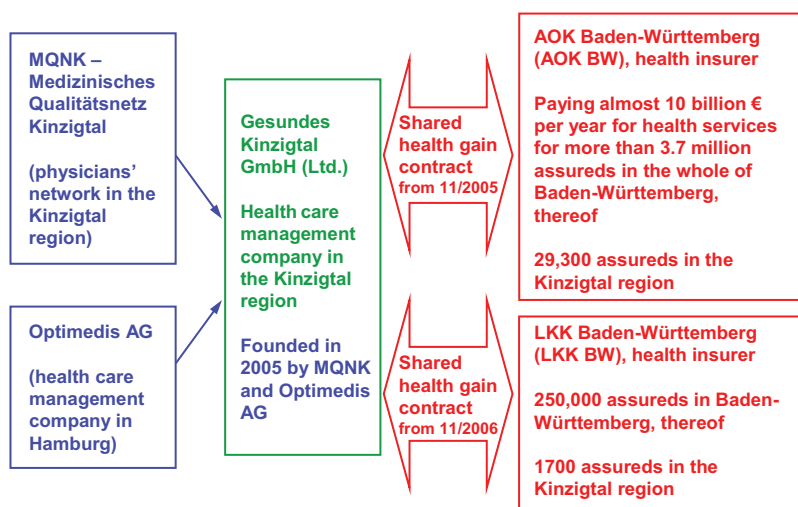 MQNK –
Medizinisches
Qualitätsnetz
Kinzigtal
(physicians’
network in the
Kinzigtal
region)
Optimedis AG
(health care
management
company in
Hamburg)
Gesundes
Kinzigtal
GmbH (Ltd.)
Health care
management
company in
the Kinzigtal
region
Founded in
2005 by MQNK
and Optimedis
AG
Shared
health gain
contract
from 11/2005
Shared
health gain
contract
from 11/2006
AOK Baden-Württemberg
(AOK BW), health insurer
Paying almost 10 billion €
per year for health services
for more than 3.7 million
assureds in the whole of
Baden-Württemberg,
thereof
29,300 assureds in the
Kinzigtal region
LKK Baden-Württemberg
(LKK BW), health insurer
250,000 assureds in Baden-
Württemberg, thereof
1700 assureds in the
Kinzigtal region